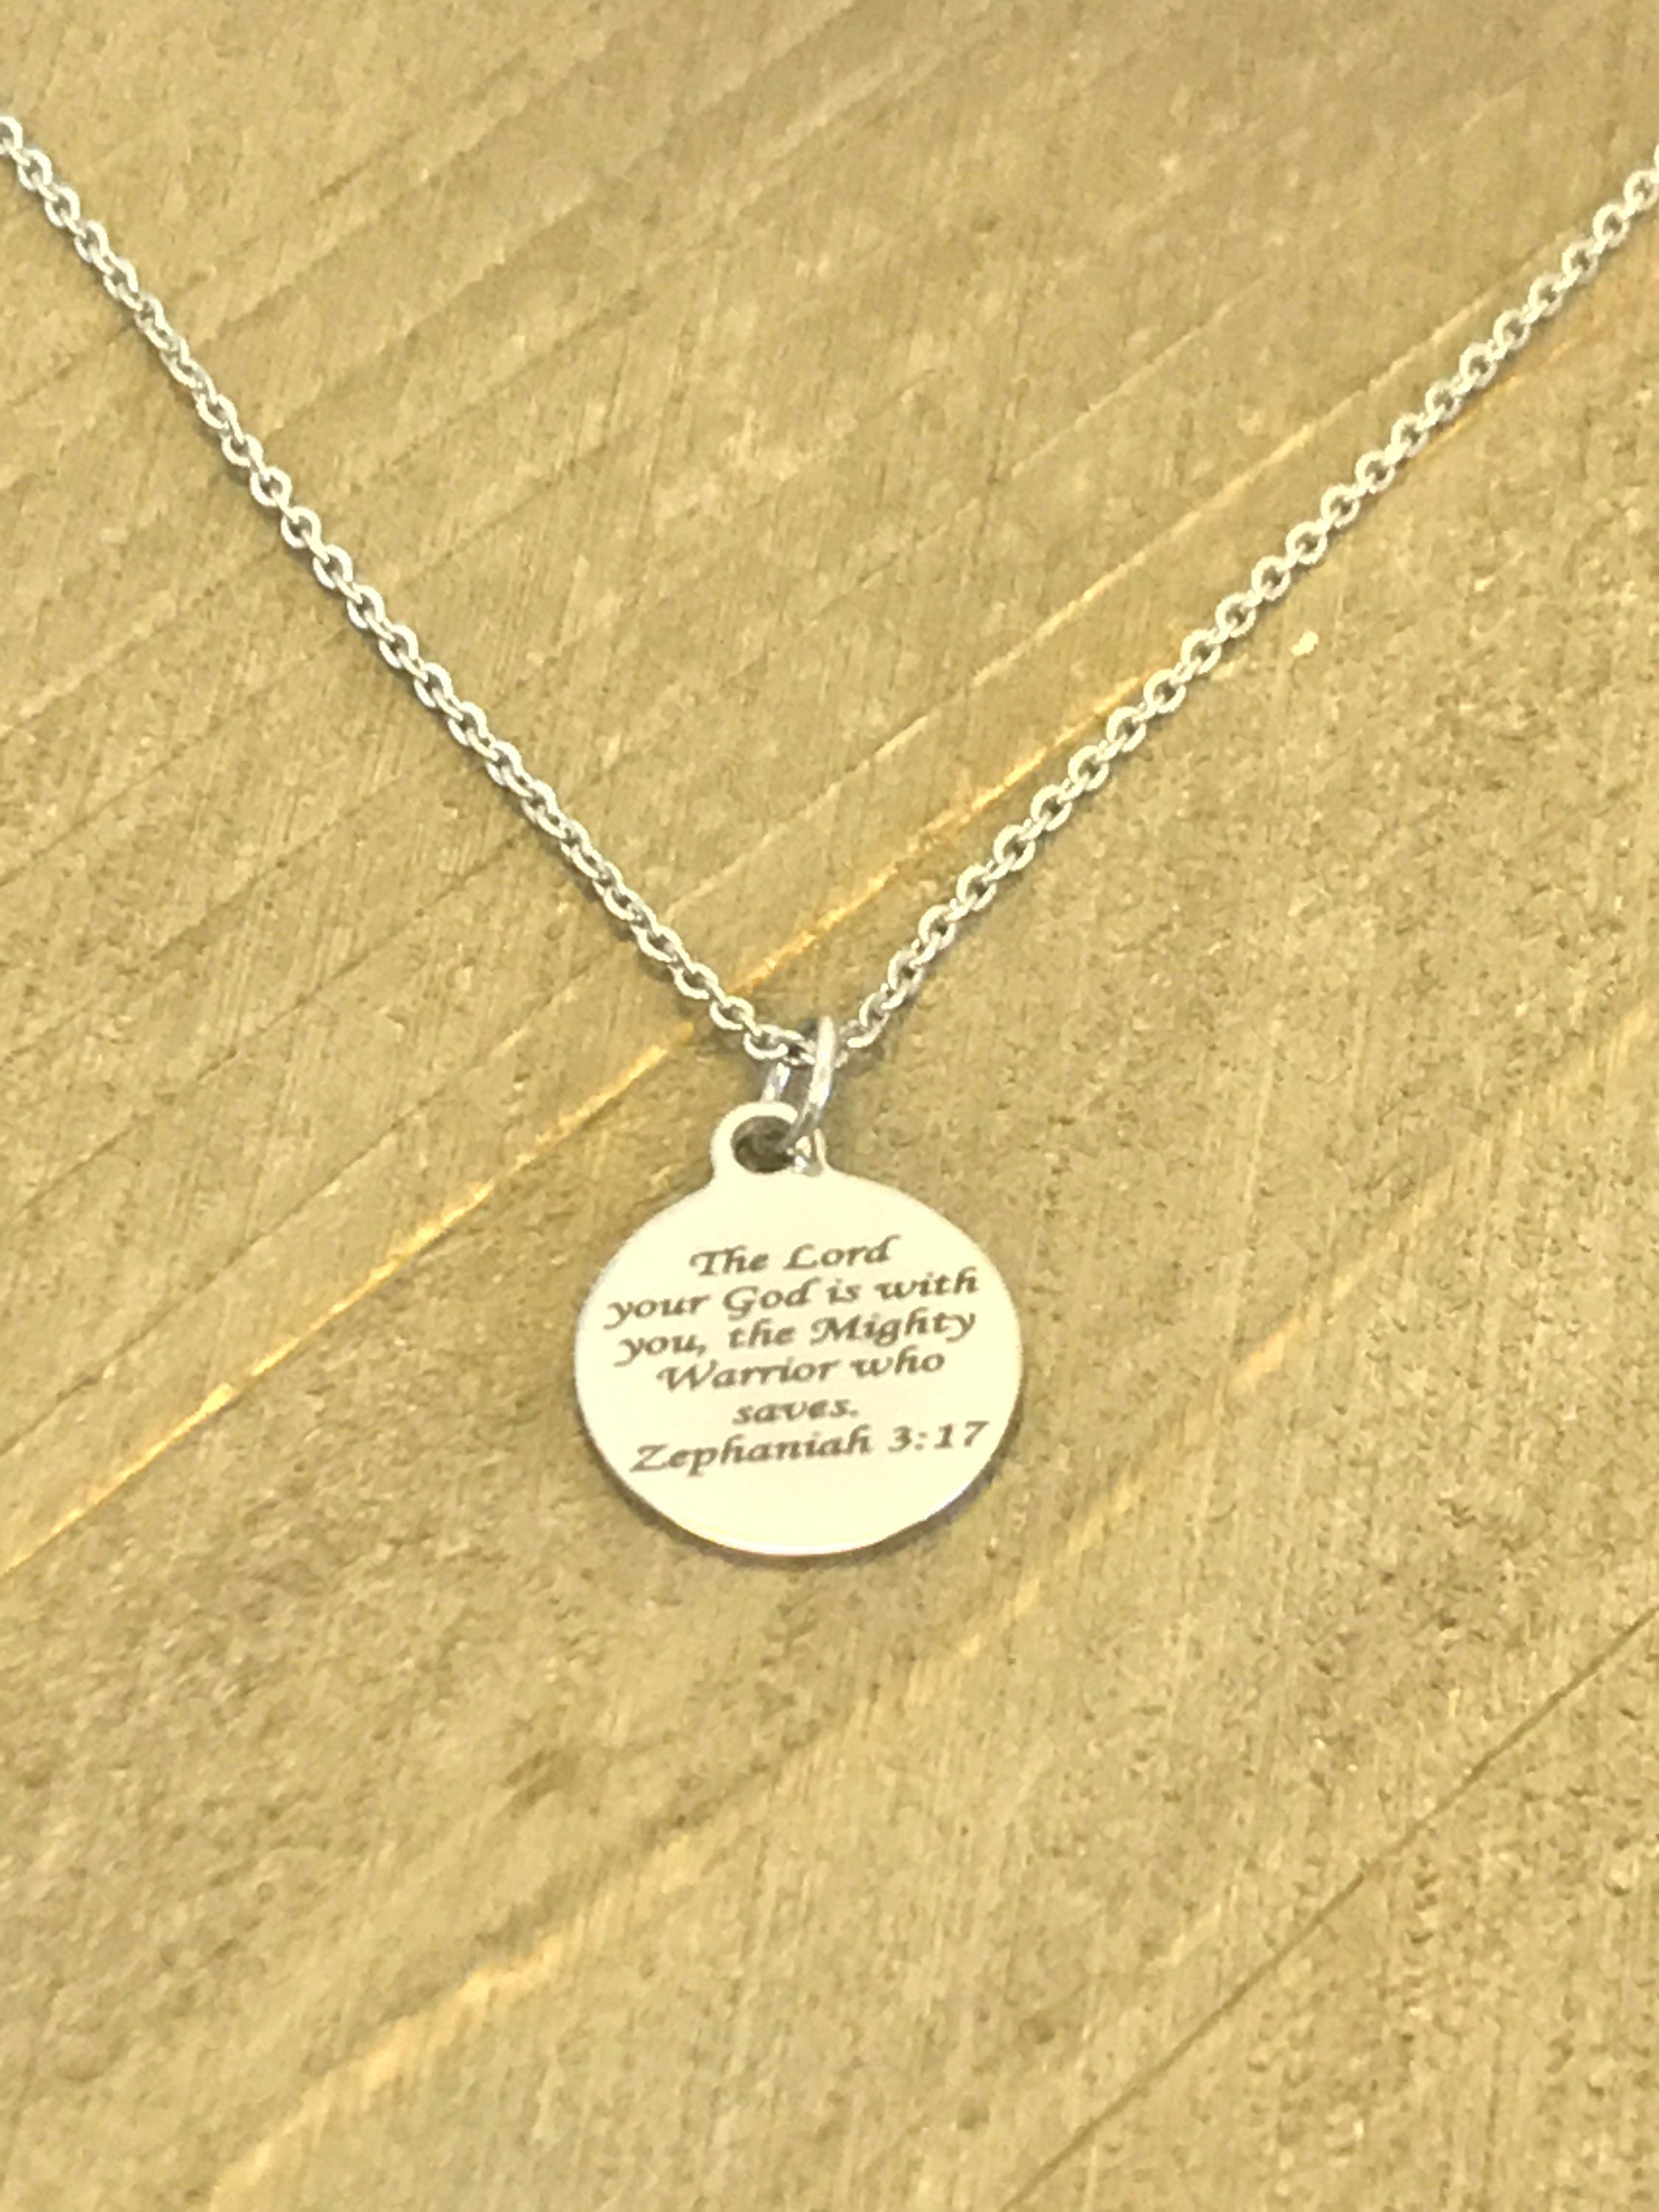 The Lord
your God is with
you, the Mighty
Warrior who
saves.
Zephaniah 3:17